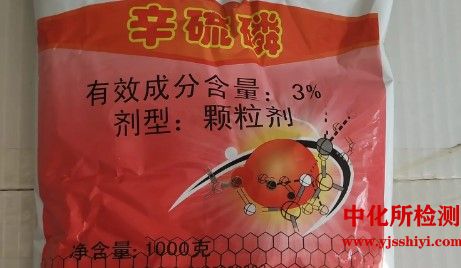 辛硫磷
有效成分含量：3%
剂型：颗粒剂
中化所检测
www.yjsshiyi.com
净含量：1000克